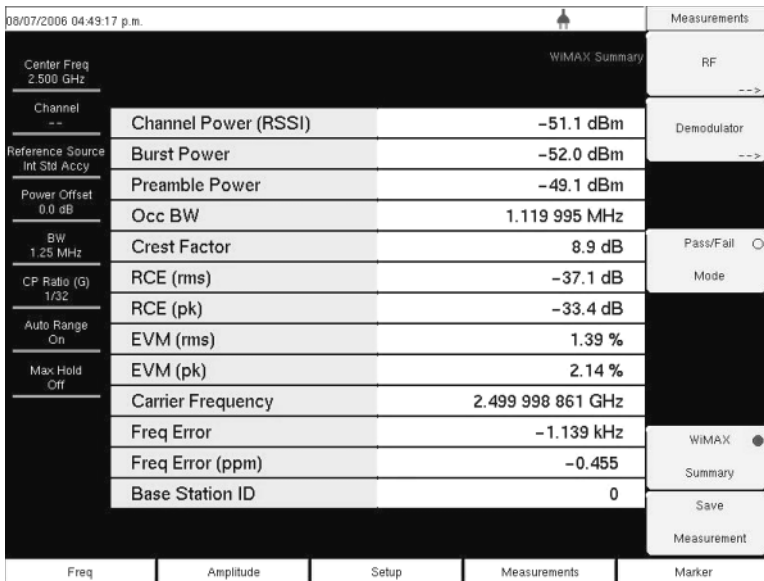 08/07/2006 04:49:17 p.m.
Measurements
Center Freq
2.500 GHz
Channel
--
Reference Source
Int Std Accy
Power Offset
0.0 dB
BW
1.25 MHz
CP Ratio (G)
1/32
Auto Range
On
Max Hold
Off
WiMAX Summary
Channel Power (RSSI) -51.1 dBm
Burst Power -52.0 dBm
Preamble Power -49.1 dBm
Occ BW 1.119 995 MHz
Crest Factor 8.9 dB
RCE (rms) -37.1 dB
RCE (pk) -33.4 dB
EVM (rms) 1.39 %
EVM (pk) 2.14 %
Carrier Frequency 2.499 998 861 GHz
Freq Error -1.139 kHz
Freq Error (ppm) -0.455
Base Station ID 0
RF
-->
Demodulator
-->
Pass/Fail
Mode
WiMAX
Summary
Save
Measurement
Freq Amplitude Setup Measurements Marker